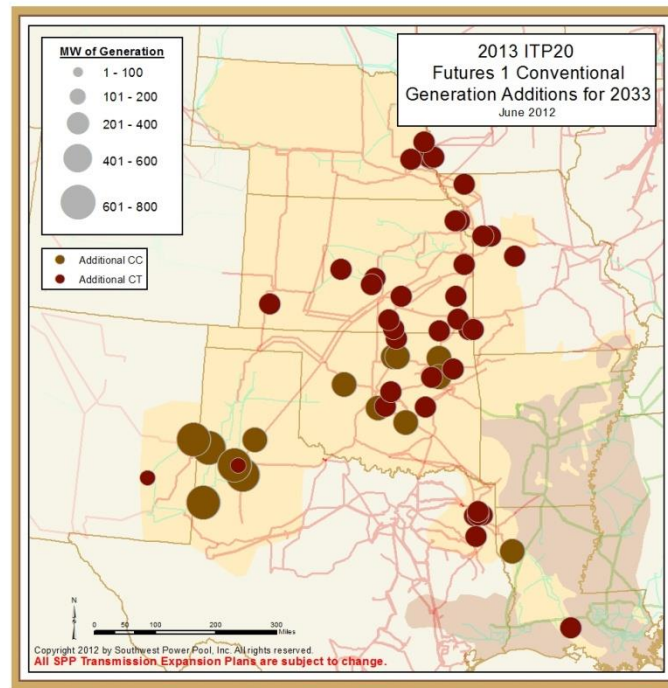 MW of Generation
1 - 100
101 - 200
201 - 400
401 - 600
601 - 800
Additional CC
Additional CT
2013 ITP20
Futures 1 Conventional
Generation Additions for 2033
June 2012
N
0 50 100 200 300
Miles
Copyright 2012 by Southwest Power Pool, Inc. All rights reserved.
All SPP Transmission Expansion Plans are subject to change.